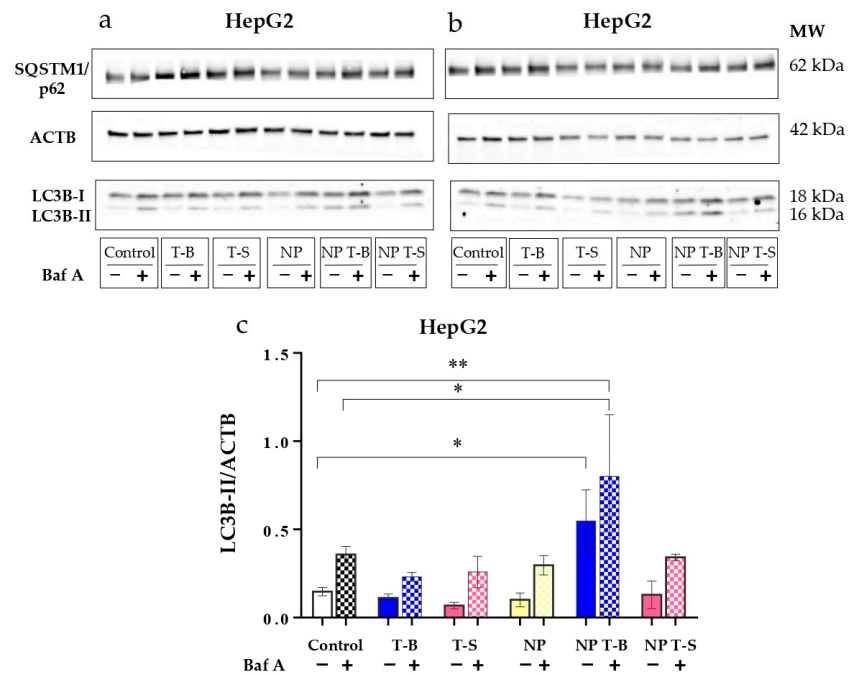 a HepG2 b HepG2 MW
SQSTM1/ 62 kDa
p62
ACTB 42 kDa
LC3B-I 18 kDa
LC3B-II 16 kDa
Control T-B T-S NP NP T-B NP T-S Control T-B T-S NP NP T-B NP T-S
Baf A − + − + − + − + − + − + − + − + − + − + − + − +
c HepG2
LC3B-II/ACTB
1.5
**
*
1.0
*
0.5
0.0
Control T-B T-S NP NP T-B NP T-S
Baf A − + − + − + − + − + − +